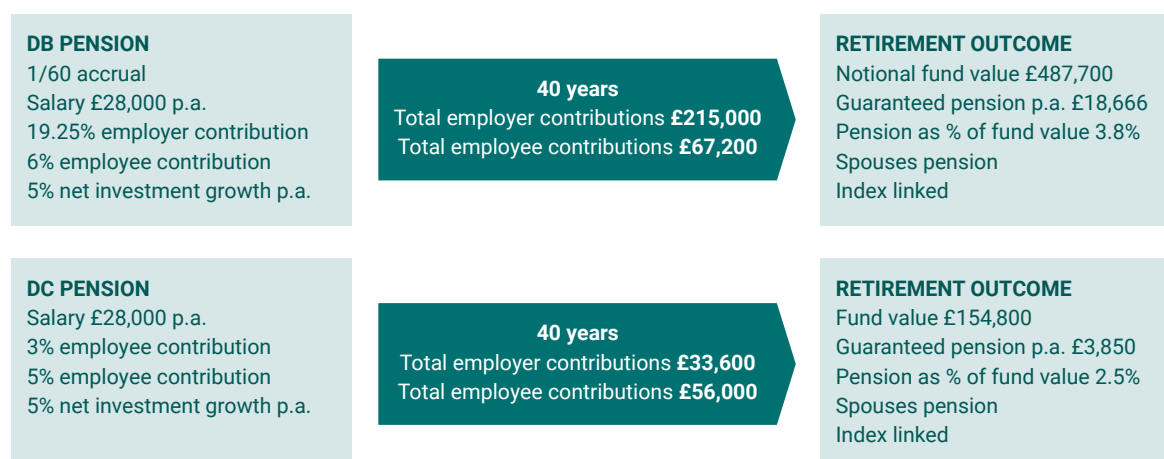 DB PENSION
1/60 accrual
Salary £28,000 p.a.
19.25% employer contribution
6% employee contribution
5% net investment growth p.a.
40 years
Total employer contributions £215,000
Total employee contributions £67,200
RETIREMENT OUTCOME
Notional fund value £487,700
Guaranteed pension p.a. £18,666
Pension as % of fund value 3.8%
Spouses pension
Index linked
DC PENSION
Salary £28,000 p.a.
3% employee contribution
5% employee contribution
5% net investment growth p.a.
40 years
Total employer contributions £33,600
Total employee contributions £56,000
RETIREMENT OUTCOME
Fund value £154,800
Guaranteed pension p.a. £3,850
Pension as % of fund value 2.5%
Spouses pension
Index linked